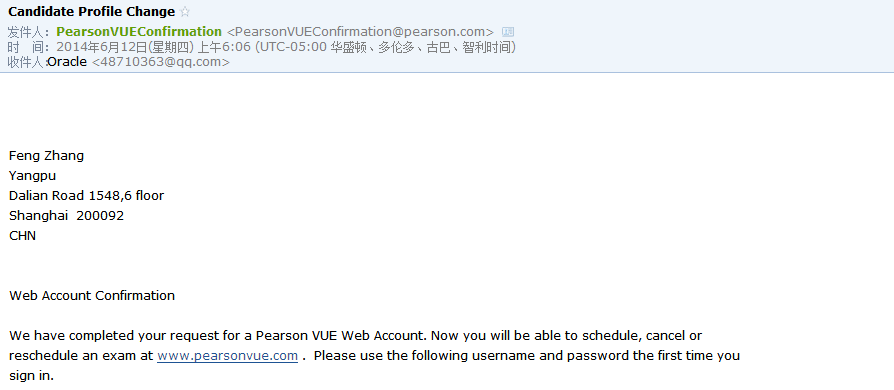 Candidate Profile Change ☆
发件人：PearsonVUEConfirmation <PearsonVUEConfirmation@pearson.com>
时　间：2014年6月12日(星期四) 上午6:06 (UTC-05:00 华盛顿、多伦多、古巴、智利时间)
收件人:Oracle <48710363@qq.com>
Feng Zhang
Yangpu
Dalian Road 1548,6 floor
Shanghai  200092
CHN
Web Account Confirmation
We have completed your request for a Pearson VUE Web Account. Now you will be able to schedule, cancel or
reschedule an exam at www.pearsonvue.com .  Please use the following username and password the first time you
sign in.